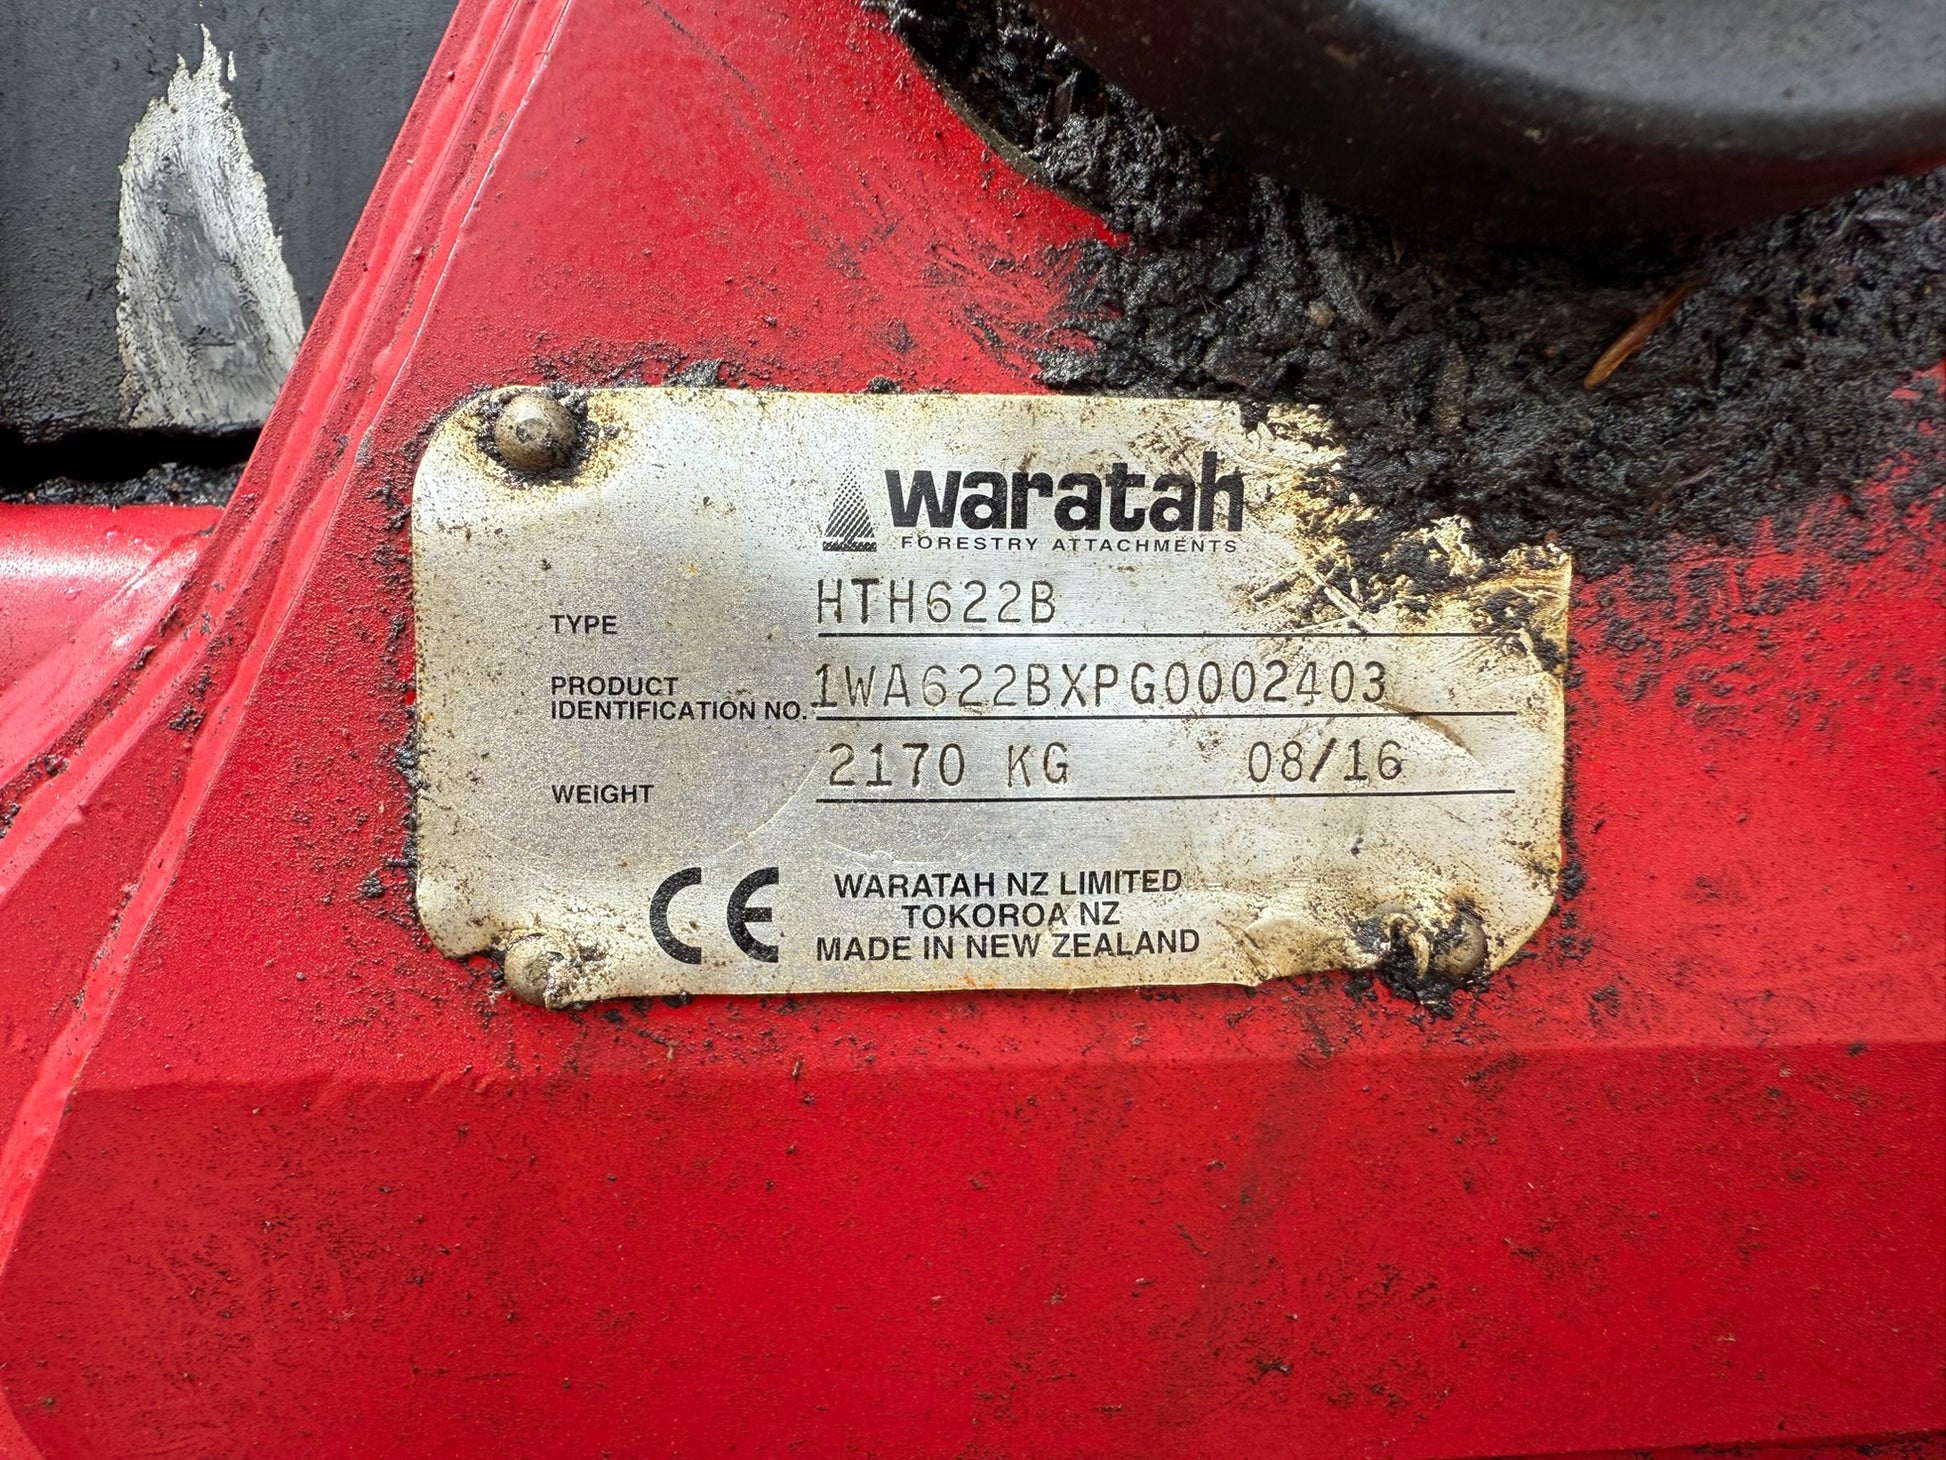 waratah
FORESTRY ATTACHMENTS
TYPE HTH622B
PRODUCT
IDENTIFICATION NO. 1WA622BXPG0002403
WEIGHT 2170 KG 08/16
CE WARATAH NZ LIMITED
TOKOROA NZ
MADE IN NEW ZEALAND